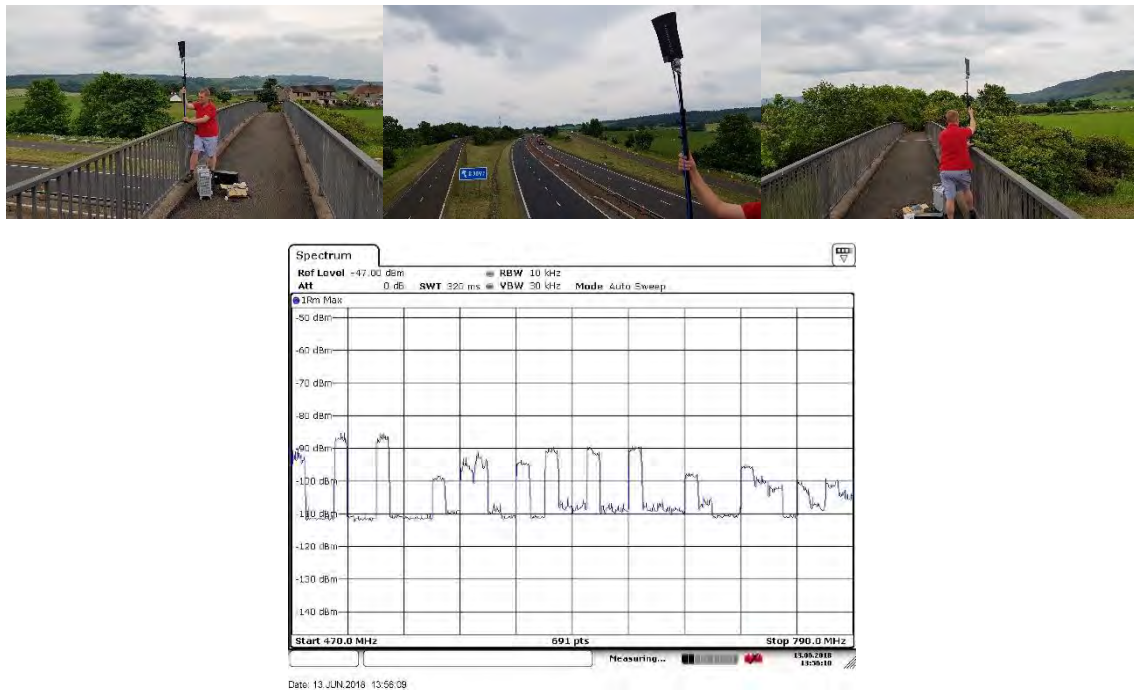 Spectrum
Ref Level -47.00 dBm RBW 10 kHz
Att 0 dB SWT 320 ms VBW 30 kHz Mode Auto Sweep
1Rm Max
-50 dBm
-60 dBm
-70 dBm
-80 dBm
-90 dBm
-100 dBm
-110 dBm
-120 dBm
-130 dBm
-140 dBm
Start 470.0 MHz 691 pts Stop 790.0 MHz
Measuring... 13.06.2018
13:56:10
Date: 13.JUN.2018 13:56:09